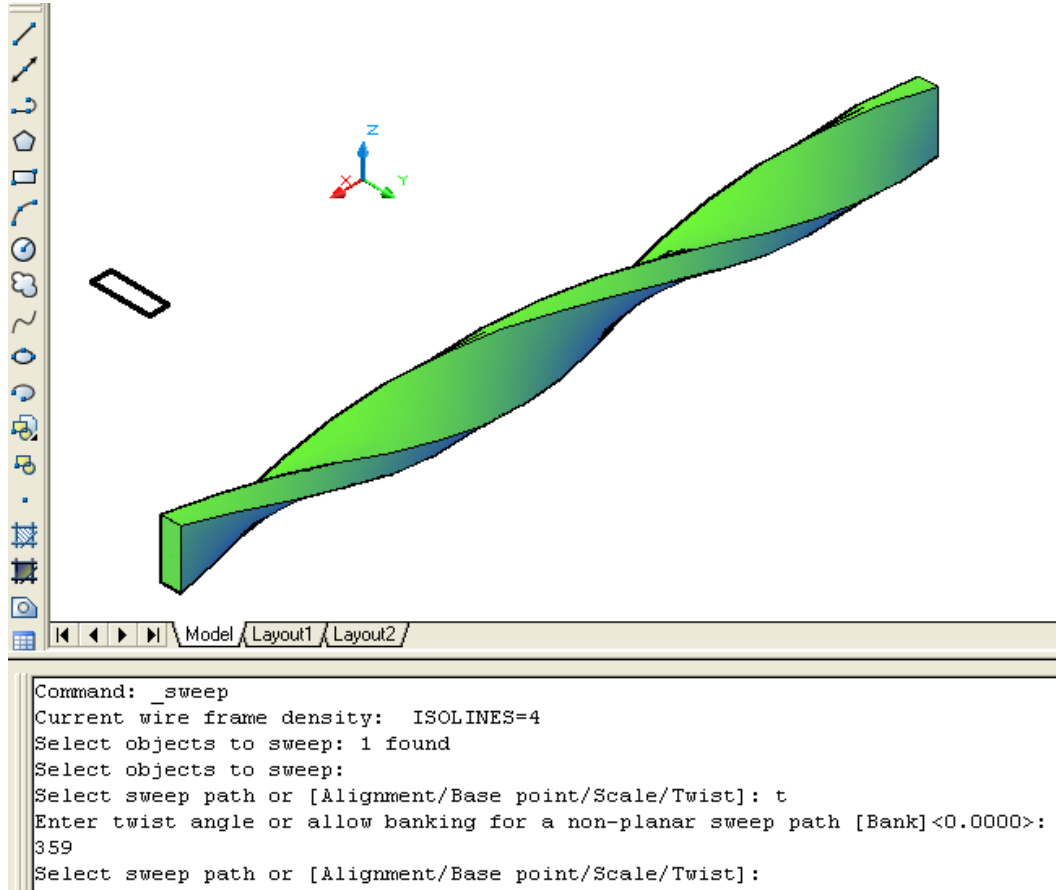 Z
X
Y
Model Layout1 Layout2
Command: _sweep
Current wire frame density:  ISOLINES=4
Select objects to sweep: 1 found
Select objects to sweep:
Select sweep path or [Alignment/Base point/Scale/Twist]: t
Enter twist angle or allow banking for a non-planar sweep path [Bank]<0.0000>:
359
Select sweep path or [Alignment/Base point/Scale/Twist]: